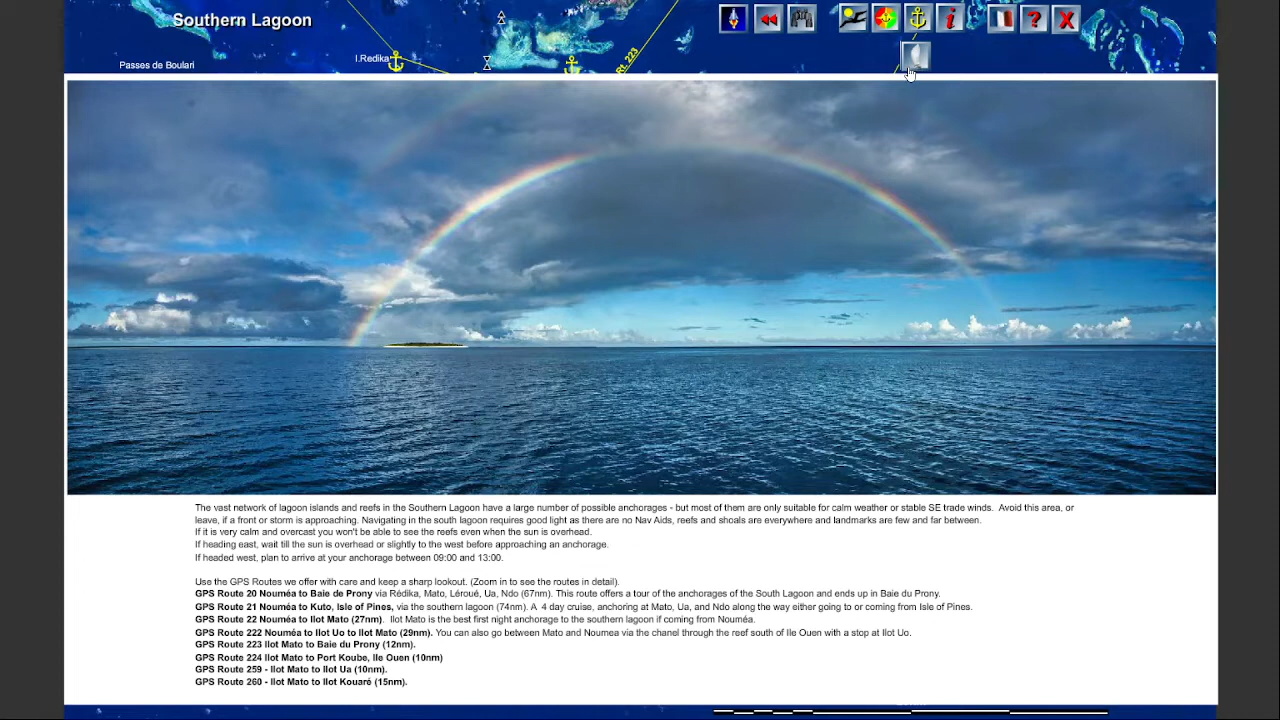 Southern Lagoon
Passes de Boulari
I.Redika
Rt. 223
i
?
X
The vast network of lagoon islands and reefs in the Southern Lagoon have a large number of possible anchorages - but most of them are only suitable for calm weather or stable SE trade winds.  Avoid this area, or
leave, if a front or storm is approaching. Navigating in the south lagoon requires good light as there are no Nav Aids, reefs and shoals are everywhere and landmarks are few and far between.
If it is very calm and overcast you won't be able to see the reefs even when the sun is overhead.
If heading east, wait till the sun is overhead or slightly to the west before approaching an anchorage.
If headed west, plan to arrive at your anchorage between 09:00 and 13:00.
Use the GPS Routes we offer with care and keep a sharp lookout. (Zoom in to see the routes in detail).
GPS Route 20 Nouméa to Baie de Prony via Rédika, Mato, Léroué, Ua, Ndo (67nm). This route offers a tour of the anchorages of the South Lagoon and ends up in Baie du Prony.
GPS Route 21 Nouméa to Kuto, Isle of Pines, via the southern lagoon (74nm). A  4 day cruise, anchoring at Mato, Ua, and Ndo along the way either going to or coming from Isle of Pines.
GPS Route 22 Nouméa to Ilot Mato (27nm).  Ilot Mato is the best first night anchorage to the southern lagoon if coming from Nouméa.
GPS Route 222 Nouméa to Ilot Uo to Ilot Mato (29nm). You can also go between Mato and Noumea via the chanel through the reef south of Ile Ouen with a stop at Ilot Uo.
GPS Route 223 Ilot Mato to Baie du Prony (12nm).
GPS Route 224 Ilot Mato to Port Koube, Ile Ouen (10nm)
GPS Route 259 - Ilot Mato to Ilot Ua (10nm).
GPS Route 260 - Ilot Mato to Ilot Kouaré (15nm).